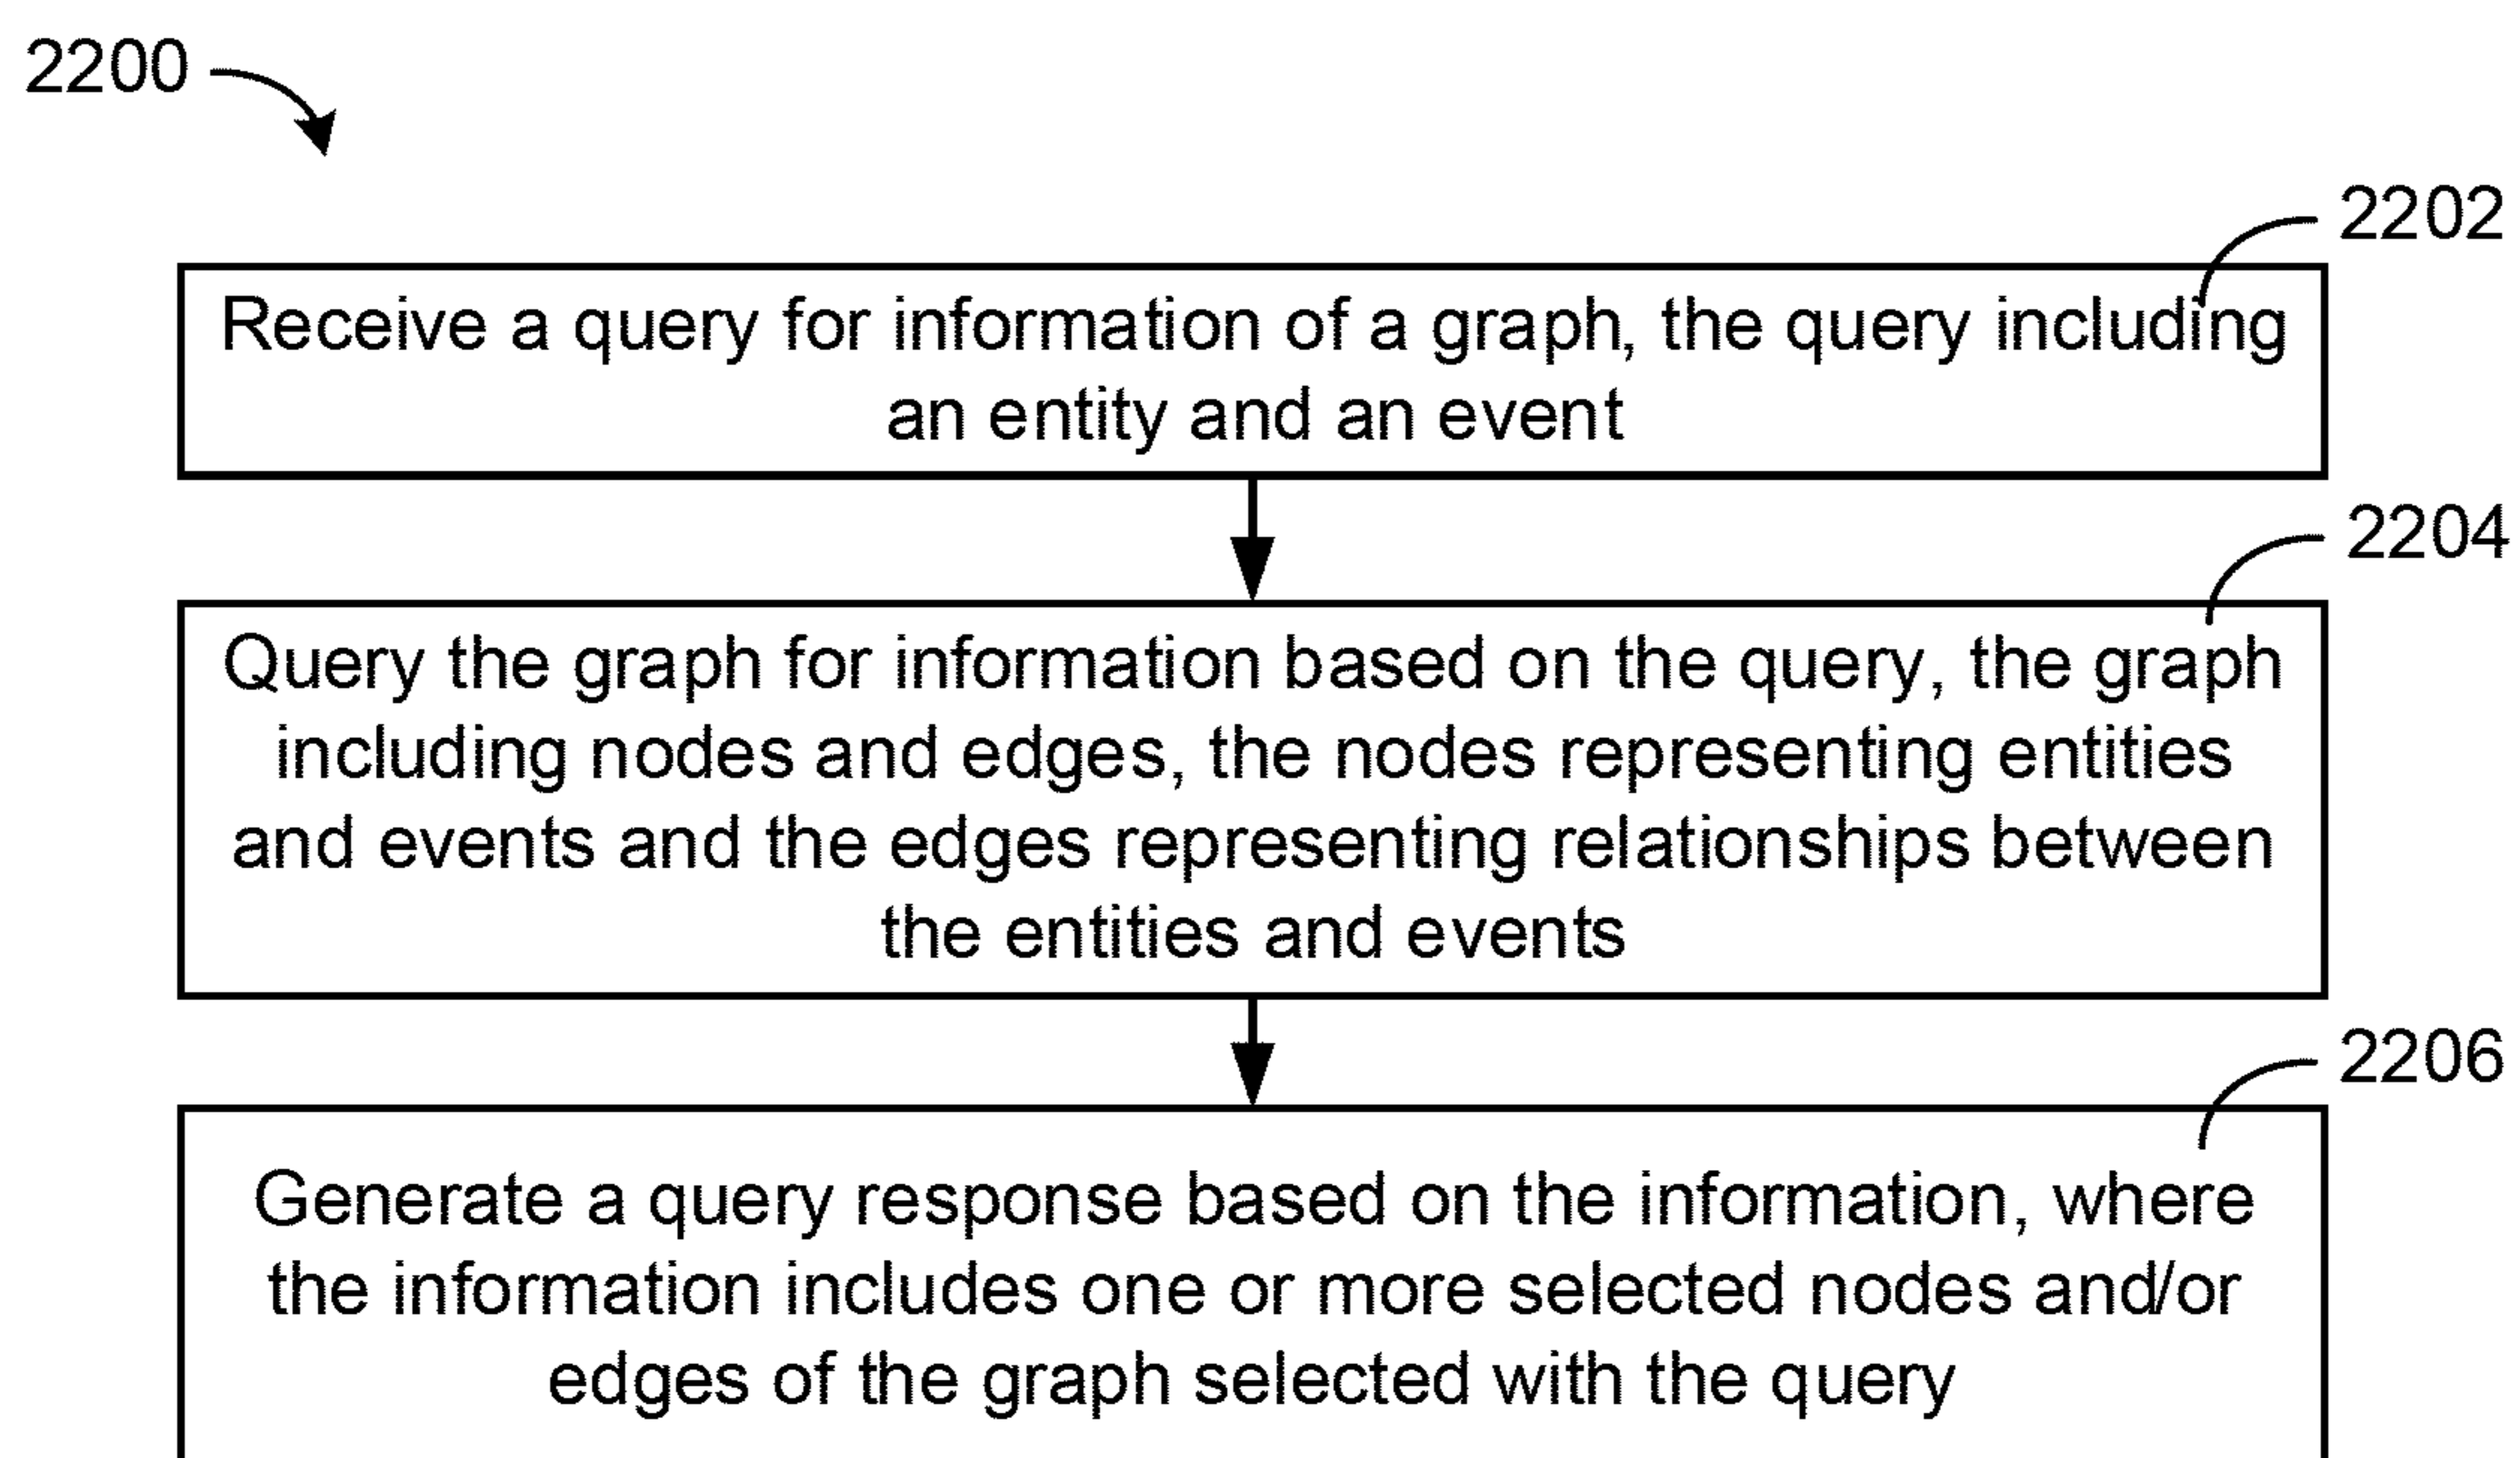 2200
2202
Receive a query for information of a graph, the query including
an entity and an event
2204
Query the graph for information based on the query, the graph
including nodes and edges, the nodes representing entities
and events and the edges representing relationships between
the entities and events
2206
Generate a query response based on the information, where
the information includes one or more selected nodes and/or
edges of the graph selected with the query